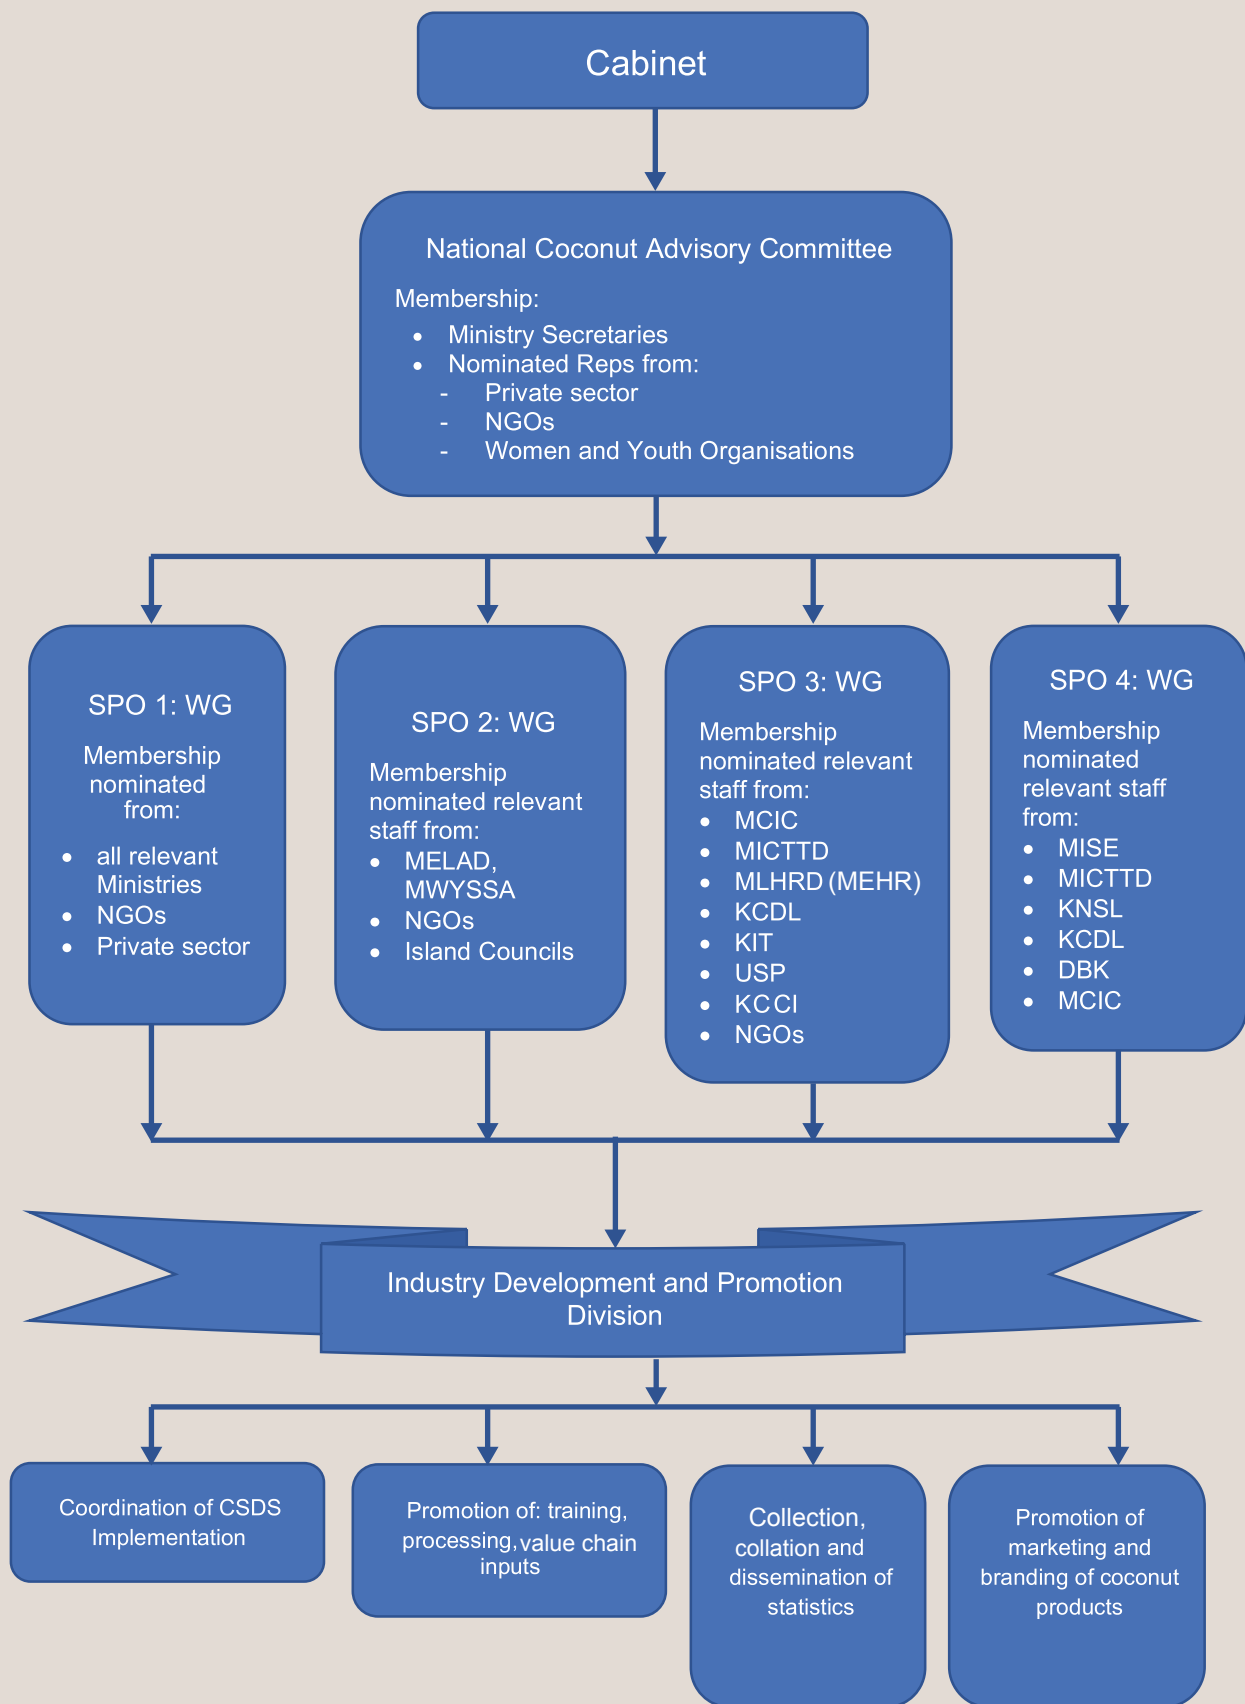 Cabinet
National Coconut Advisory Committee
Membership:
• Ministry Secretaries
• Nominated Reps from:
- Private sector
- NGOs
- Women and Youth Organisations
SPO 1: WG
Membership
nominated
from:
• all relevant
Ministries
• NGOs
• Private sector
SPO 2: WG
Membership
nominated relevant
staff from:
• MELAD,
MWYSSA
• NGOs
• Island Councils
SPO 3: WG
Membership
nominated relevant
staff from:
• MCIC
• MICTTD
• MLHRD (MEHR)
• KCDL
• KIT
• USP
• KCCI
• NGOs
SPO 4: WG
Membership
nominated
relevant staff
from:
• MISE
• MICTTD
• KNSL
• KCDL
• DBK
• MCIC
Industry Development and Promotion
Division
Coordination of CSDS
Implementation
Promotion of: training,
processing, value chain
inputs
Collection,
collation and
dissemination of
statistics
Promotion of
marketing and
branding of coconut
products